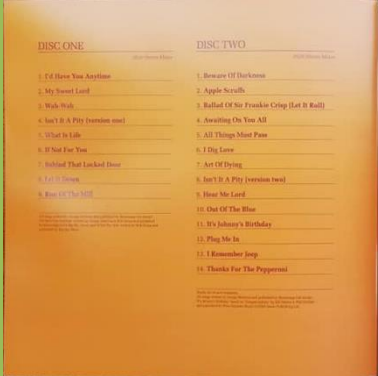 DISC ONE
1. I'd Have You Anytime
2. My Sweet Lord
3. Wah-Wah
4. Isn't It A Pity (version one)
5. What Is Life
6. If Not For You
7. Behind That Locked Door
8. Let It Down
9. Run Of The Mill
DISC TWO
1. Beware Of Darkness
2. Apple Scruffs
3. Ballad Of Sir Frankie Crisp (Let It Roll)
4. Awaiting On You All
5. All Things Must Pass
6. I Dig Love
7. Art Of Dying
8. Isn't It A Pity (version two)
9. Hear Me Lord
10. Out Of The Blue
11. It's Johnny's Birthday
12. Plug Me In
13. I Remember Jeep
14. Thanks For The Pepperoni